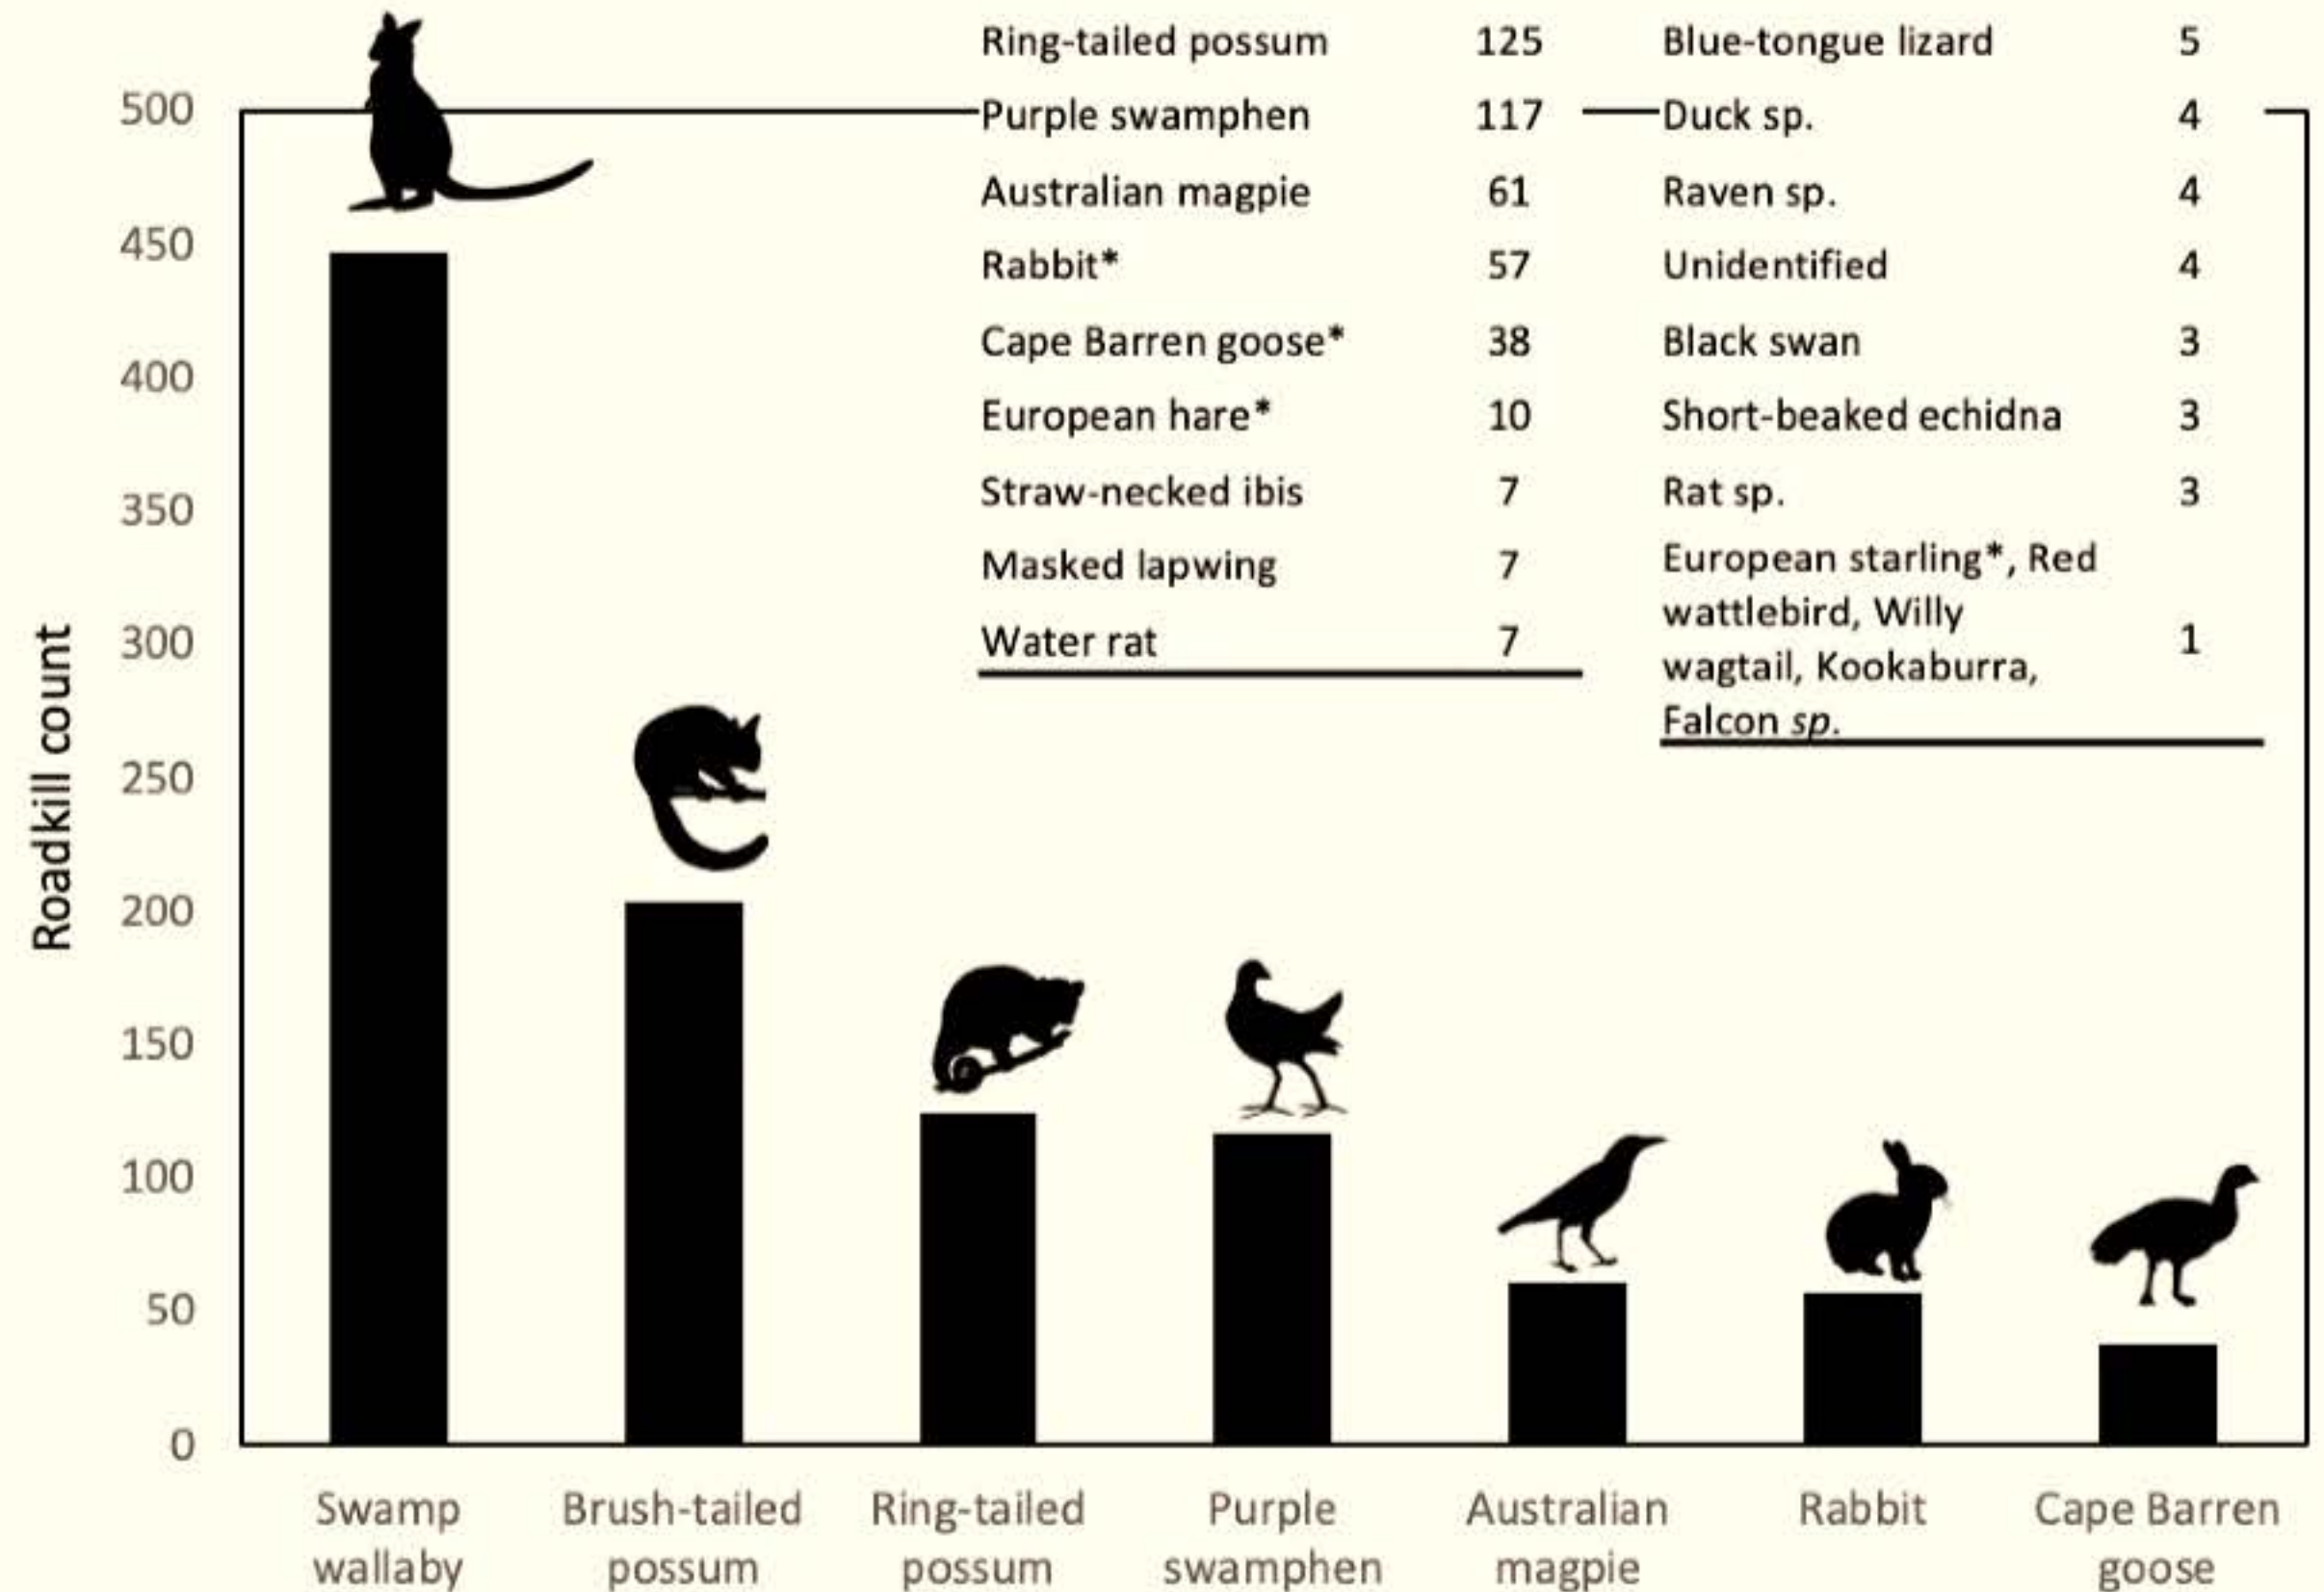 Ring-tailed possum 125 Blue-tongue lizard 5
500 Purple swamphen 117 Duck sp. 4
Australian magpie 61 Raven sp. 4
450
Rabbit* 57 Unidentified 4
Cape Barren goose* 38 Black swan 3
400
European hare* 10 Short-beaked echidna 3
350
Straw-necked ibis 7 Rat sp. 3
Masked lapwing 7 European starling*, Red
wattlebird, Willy
300 Water rat 7 wagtail, Kookaburra, 1
Falcon sp.
Roadkill count
250
200
150
100
50
0
Swamp
wallaby
Brush-tailed
possum
Ring-tailed
possum
Purple
swamphen
Australian
magpie
Rabbit
Cape Barren
goose